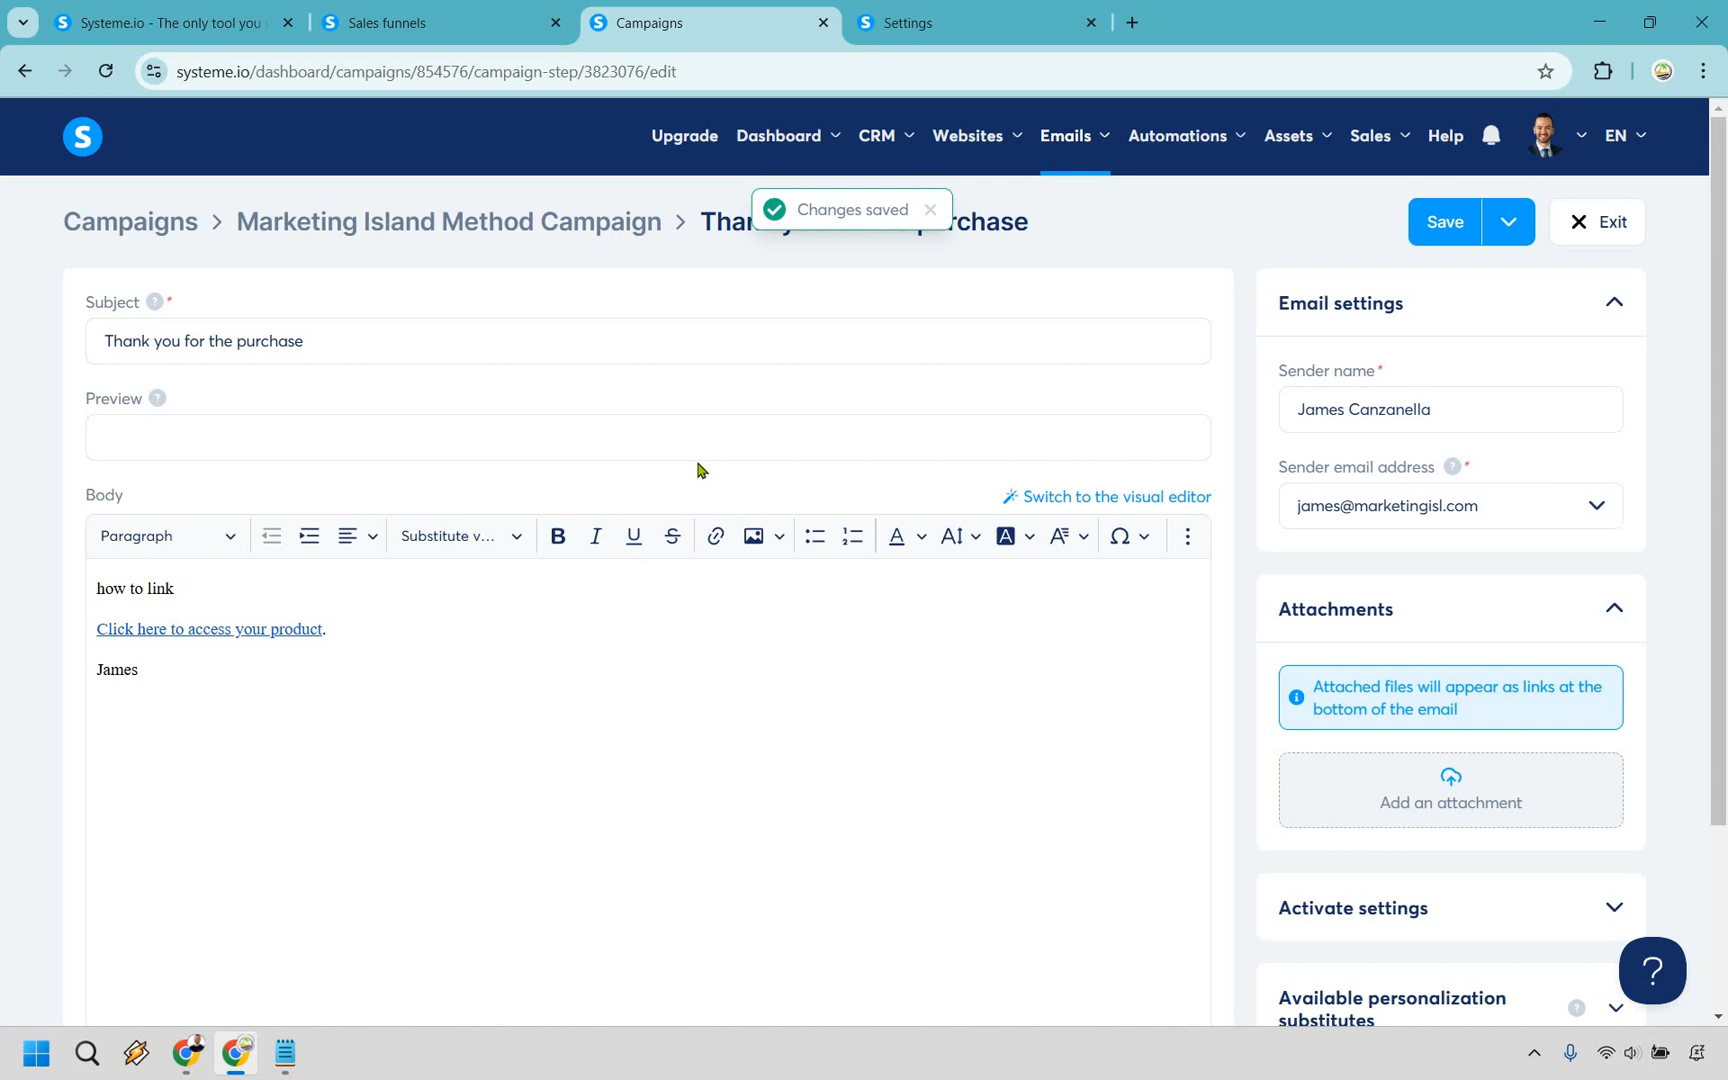 Systeme.io - The only tool you
Sales funnels
Campaigns
Settings
systeme.io/dashboard/campaigns/854576/campaign-step/3823076/edit
S
Upgrade Dashboard CRM Websites Emails Automations Assets Sales Help EN
Changes saved
Campaigns > Marketing Island Method Campaign >
Save
Exit
Subject ? *
Thank you for the purchase
Preview ?
Body
Switch to the visual editor
Paragraph
Substitute v...
B I U S
how to link
Click here to access your product.
James
Email settings
Sender name*
James Canzanella
Sender email address ? *
james@marketingisl.com
Attachments
Attached files will appear as links at the
bottom of the email
Add an attachment
Activate settings
Available personalization
substitutes
?